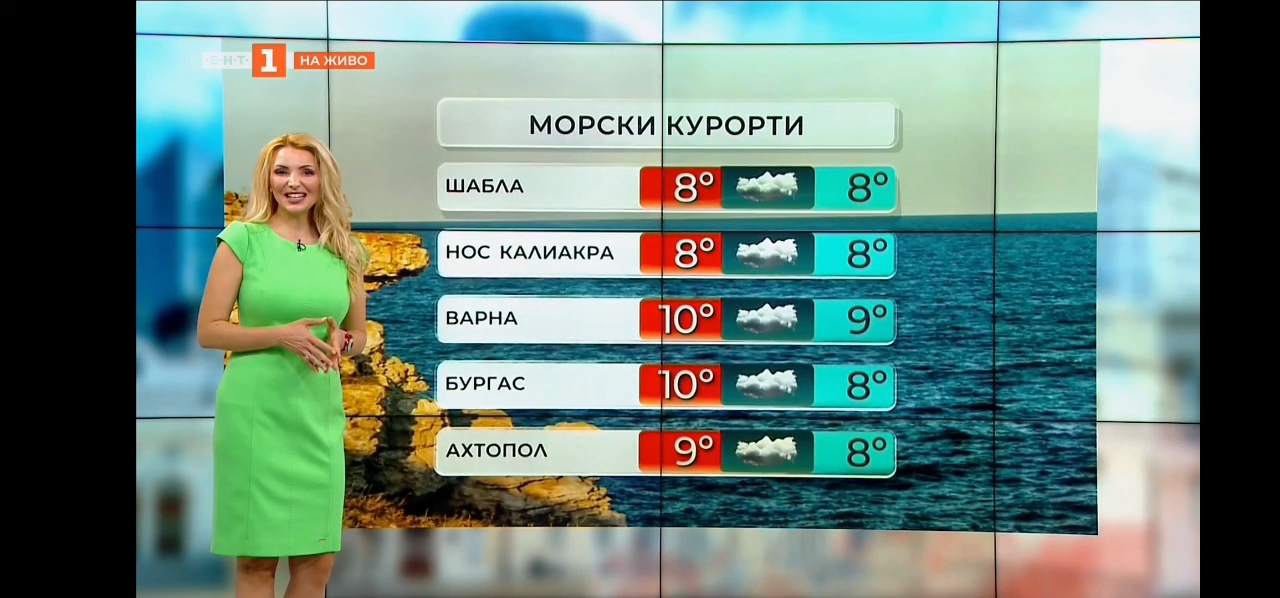 БНТ 1 НА ЖИВО
МОРСКИ КУРОРТИ
ШАБЛА 8° 8°
НОС КАЛИАКРА 8° 8°
ВАРНА 10° 9°
БУРГАС 10° 8°
АХТОПОЛ 9° 8°